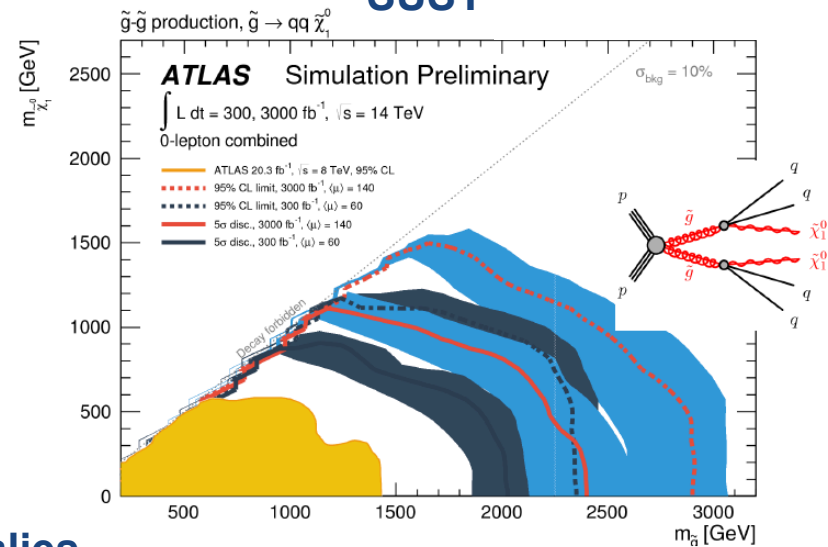 g̃-g̃ production, g̃ → qq χ̃₁⁰
m_χ̃₁⁰ [GeV]
2500
2000
1500
1000
500
0
ATLAS Simulation Preliminary
∫ L dt = 300, 3000 fb⁻¹, √s = 14 TeV
0-lepton combined
σ_bkg = 10%
ATLAS 20.3 fb⁻¹, √s = 8 TeV, 95% CL
95% CL limit, 3000 fb⁻¹, ⟨μ⟩ = 140
95% CL limit, 300 fb⁻¹, ⟨μ⟩ = 60
5σ disc., 3000 fb⁻¹, ⟨μ⟩ = 140
5σ disc., 300 fb⁻¹, ⟨μ⟩ = 60
Decay forbidden
p
p
g̃
g̃
q
q
χ̃₁⁰
χ̃₁⁰
q
q
500
1000
1500
2000
2500
3000
m_g̃ [GeV]